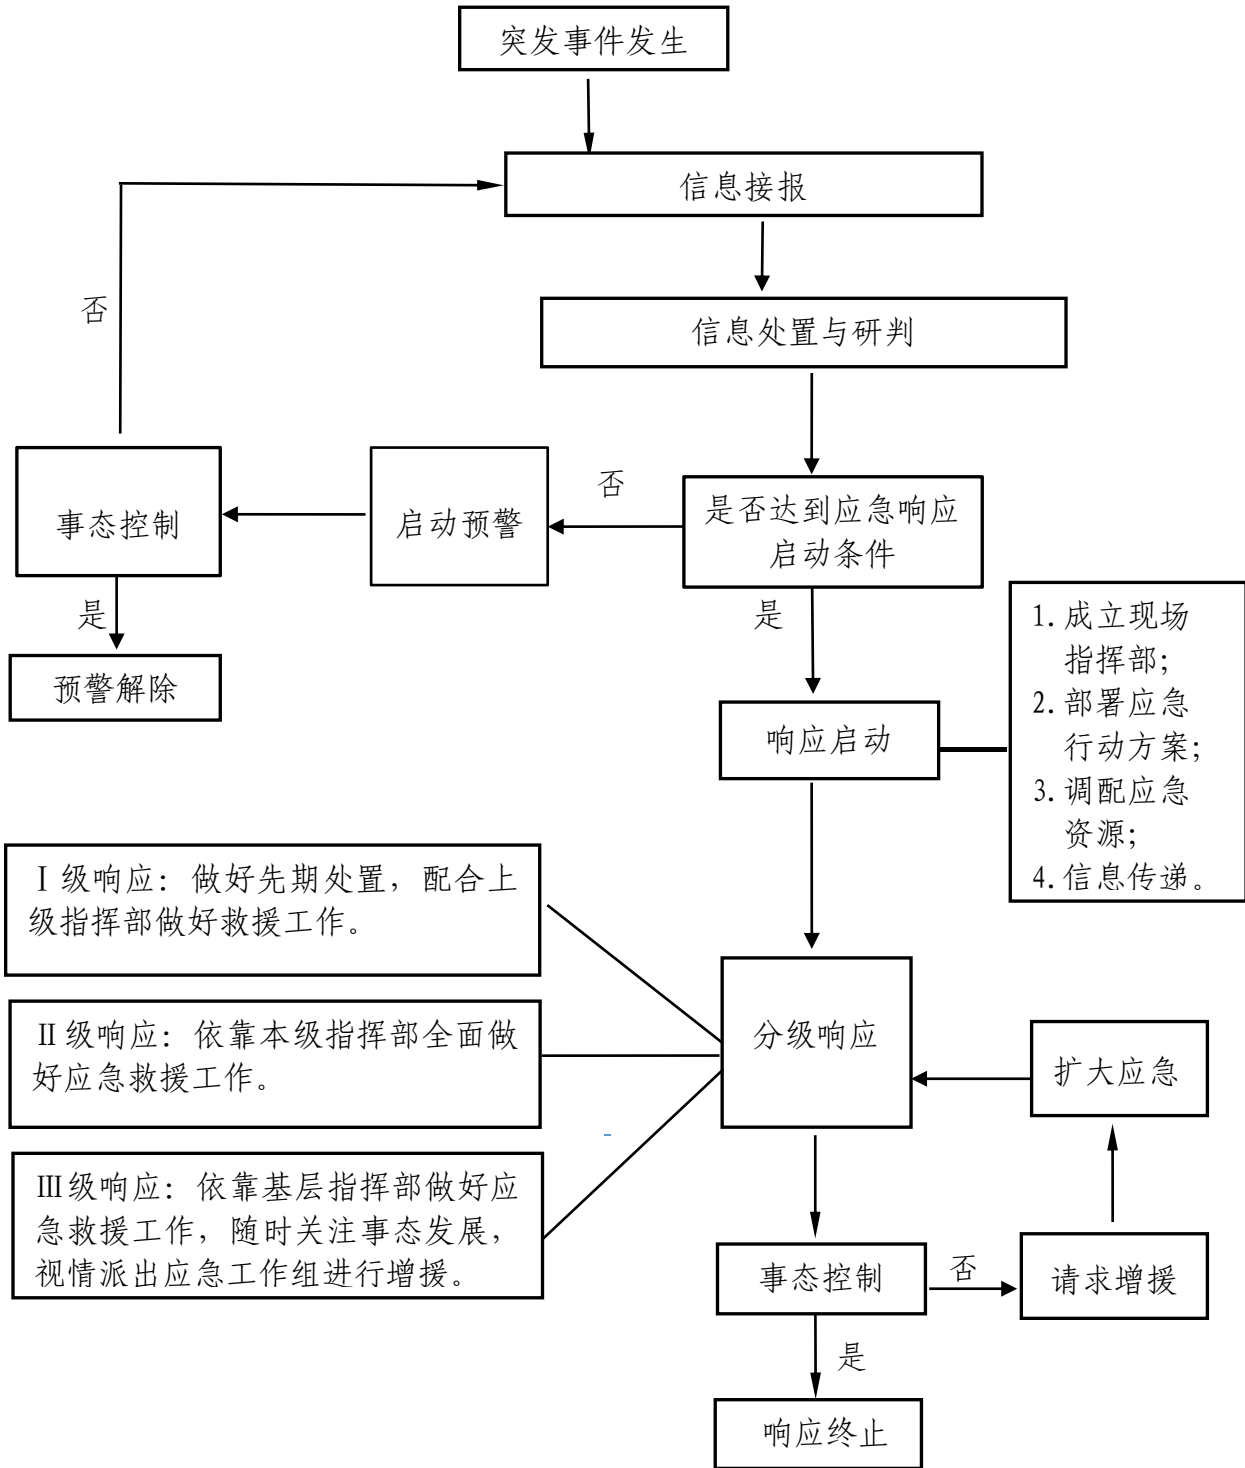 突发事件发生
信息接报
否
信息处置与研判
事态控制
启动预警
否
是否达到应急响应
启动条件
是
预警解除
是
响应启动
1. 成立现场
指挥部；
2. 部署应急
行动方案；
3. 调配应急
资源；
4. 信息传递。
Ⅰ级响应：做好先期处置，配合上
级指挥部做好救援工作。
Ⅱ级响应：依靠本级指挥部全面做
好应急救援工作。
Ⅲ级响应：依靠基层指挥部做好应
急救援工作，随时关注事态发展，
视情派出应急工作组进行增援。
分级响应
扩大应急
事态控制
否
请求增援
是
响应终止